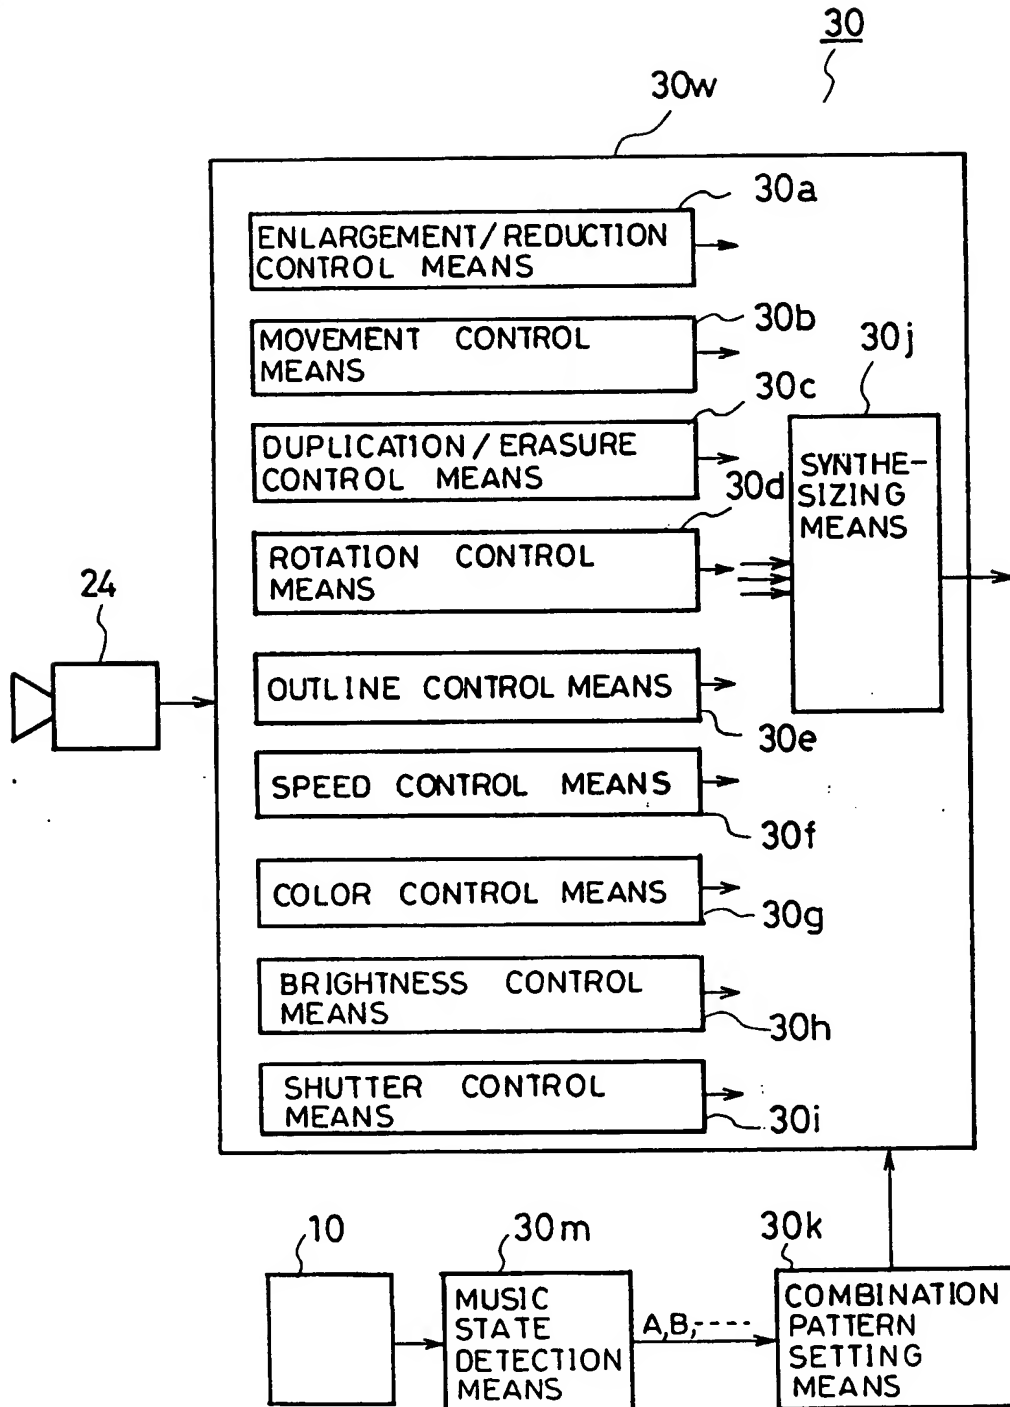 30
30w
30a
ENLARGEMENT/REDUCTION
CONTROL MEANS
30b
MOVEMENT CONTROL
MEANS
30c
DUPLICATION/ERASURE
CONTROL MEANS
30d
ROTATION CONTROL
MEANS
30j
SYNTHE-
SIZING
MEANS
24
OUTLINE CONTROL MEANS
30e
SPEED CONTROL MEANS
30f
COLOR CONTROL MEANS
30g
BRIGHTNESS CONTROL
MEANS
30h
SHUTTER CONTROL
MEANS
30i
10
30m
MUSIC
STATE
DETECTION
MEANS
A,B,----
30k
COMBINATION
PATTERN
SETTING
MEANS